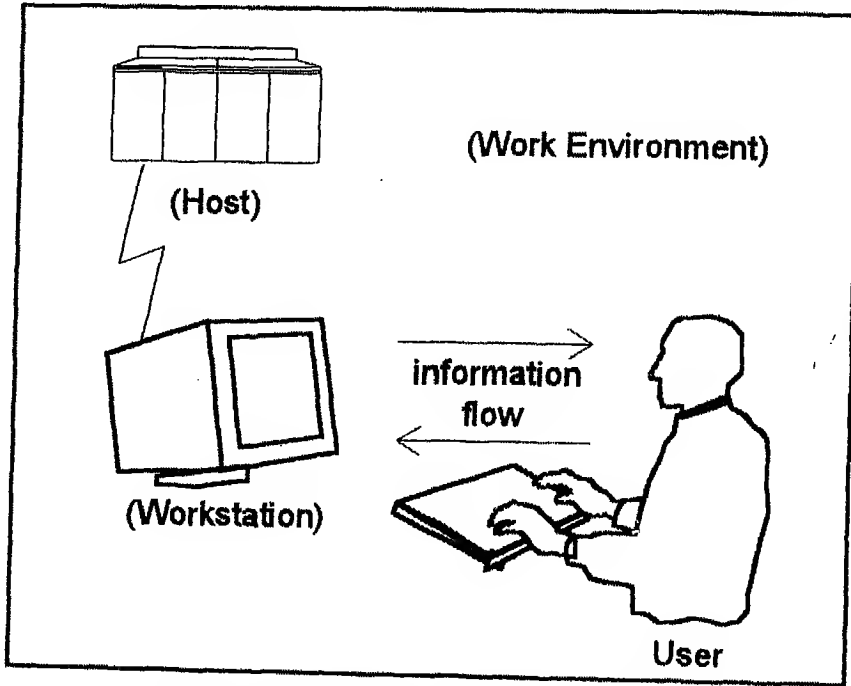 (Work Environment)
(Host)
information
flow
(Workstation)
User